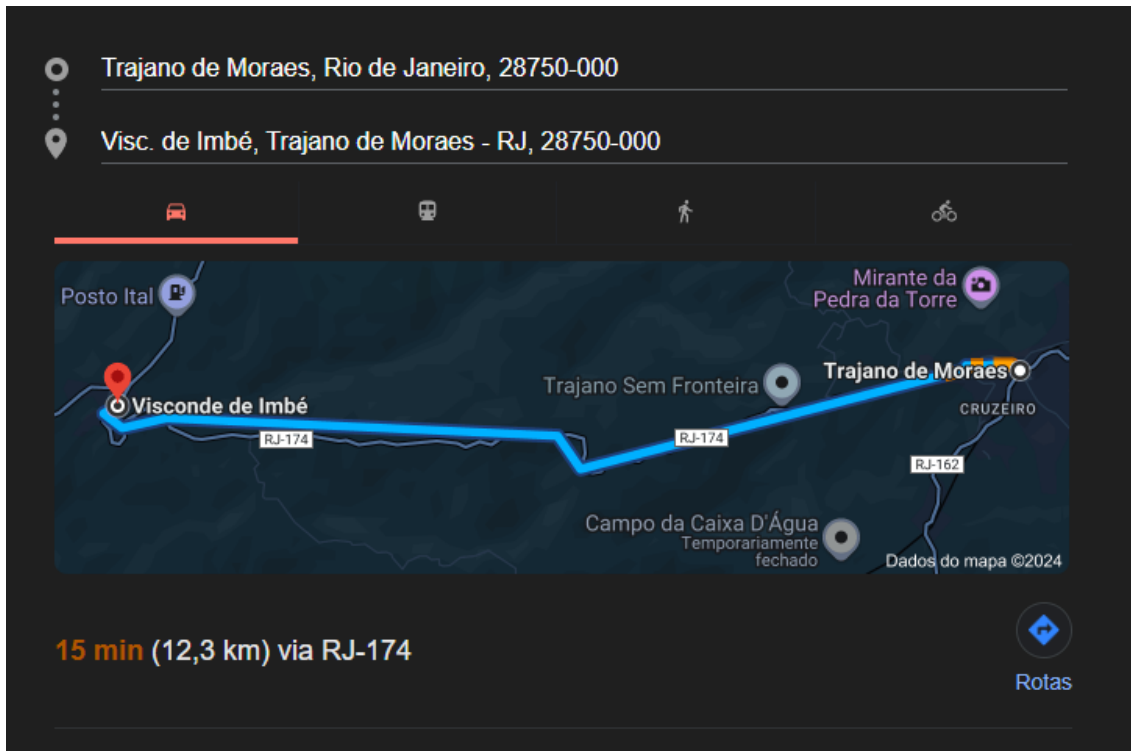 Trajano de Moraes, Rio de Janeiro, 28750-000
Visc. de Imbé, Trajano de Moraes - RJ, 28750-000
Posto Ital
Mirante da
Pedra da Torre
Trajano de Moraes
Trajano Sem Fronteira
Visconde de Imbé
CRUZEIRO
RJ-174
RJ-174
RJ-162
Campo da Caixa D'Água
Temporariamente
fechado
Dados do mapa ©2024
15 min (12,3 km) via RJ-174
Rotas